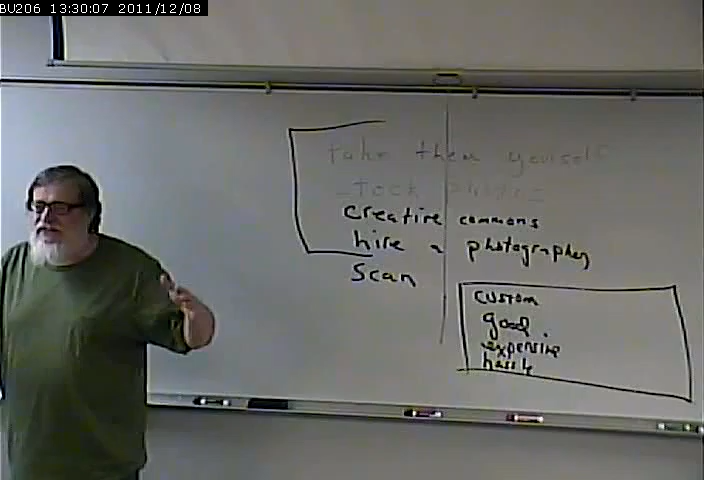 BU206 13:30:07 2011/12/08
take them yourself
stock photos
creative commons
hire a photographer
scan
custom
good
expensive
hassle